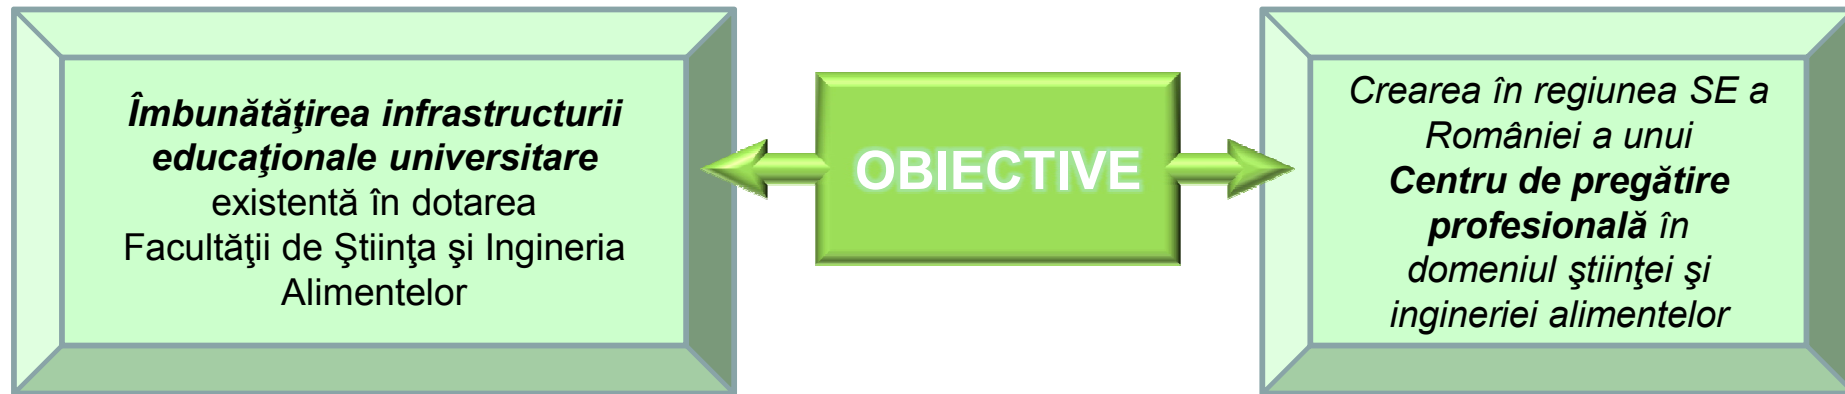 Îmbunătăţirea infrastructurii
educaţionale universitare
existentă în dotarea
Facultăţii de Ştiinţa şi Ingineria
Alimentelor
OBIECTIVE
Crearea în regiunea SE a
României a unui
Centru de pregătire
profesională în
domeniul ştiinţei şi
ingineriei alimentelor